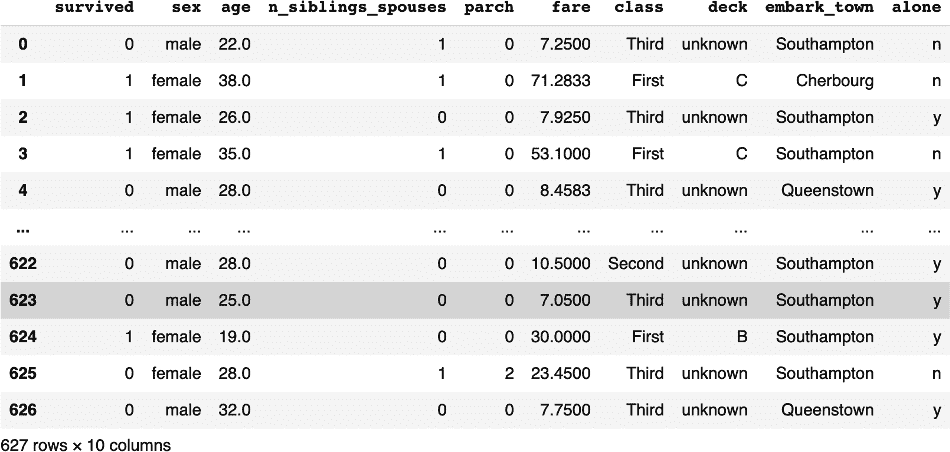 survived sex age n_siblings_spouses parch fare class deck embark_town alone
0 0 male 22.0 1 0 7.2500 Third unknown Southampton n
1 1 female 38.0 1 0 71.2833 First C Cherbourg n
2 1 female 26.0 0 0 7.9250 Third unknown Southampton y
3 1 female 35.0 1 0 53.1000 First C Southampton n
4 0 male 28.0 0 0 8.4583 Third unknown Queenstown y
... ... ... ... ... ... ... ... ... ... ...
622 0 male 28.0 0 0 10.5000 Second unknown Southampton y
623 0 male 25.0 0 0 7.0500 Third unknown Southampton y
624 1 female 19.0 0 0 30.0000 First B Southampton y
625 0 female 28.0 1 2 23.4500 Third unknown Southampton n
626 0 male 32.0 0 0 7.7500 Third unknown Queenstown y
627 rows × 10 columns